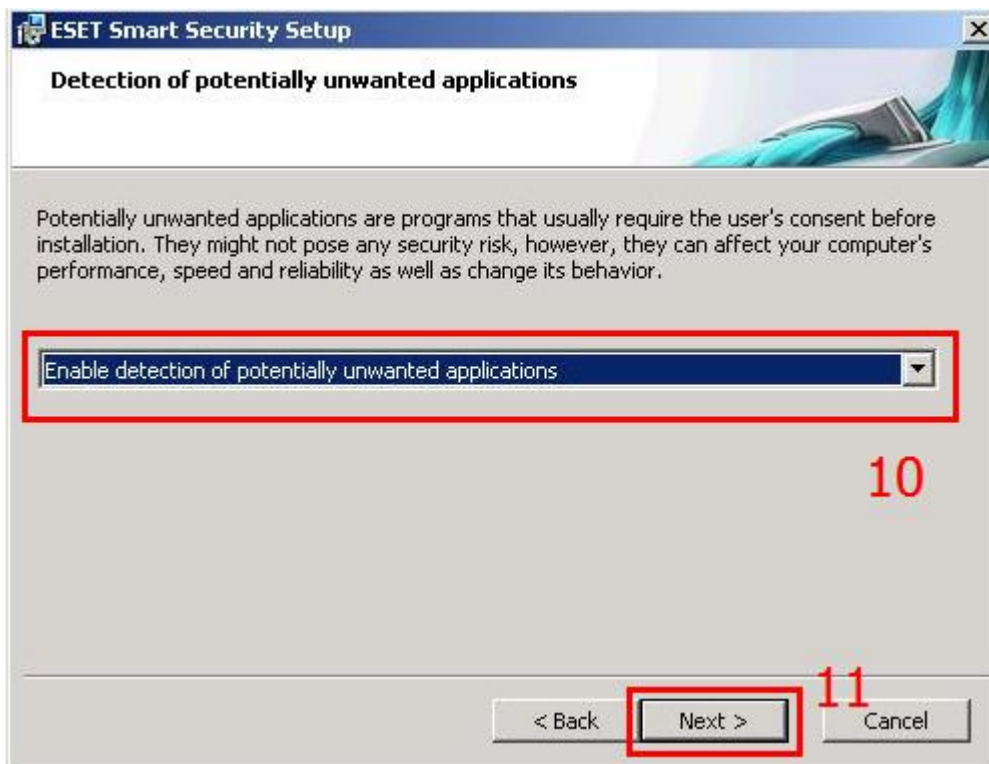 ESET Smart Security Setup
Detection of potentially unwanted applications
Potentially unwanted applications are programs that usually require the user's consent before
installation. They might not pose any security risk, however, they can affect your computer's
performance, speed and reliability as well as change its behavior.
Enable detection of potentially unwanted applications
10
11
< Back Next > Cancel